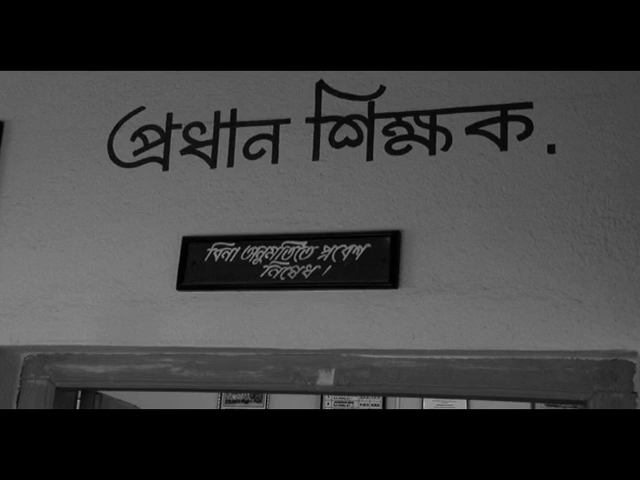 প্রধান শিক্ষক.
বিনা অনুমতিতে প্রবেশ
নিষেধ!